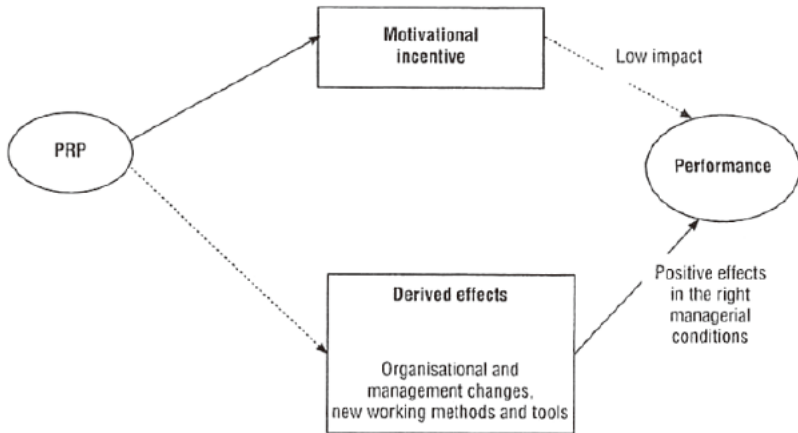 Motivational
incentive
Low impact
PRP
Performance
Derived effects
Organisational and
management changes,
new working methods and tools
Positive effects
in the right
managerial
conditions